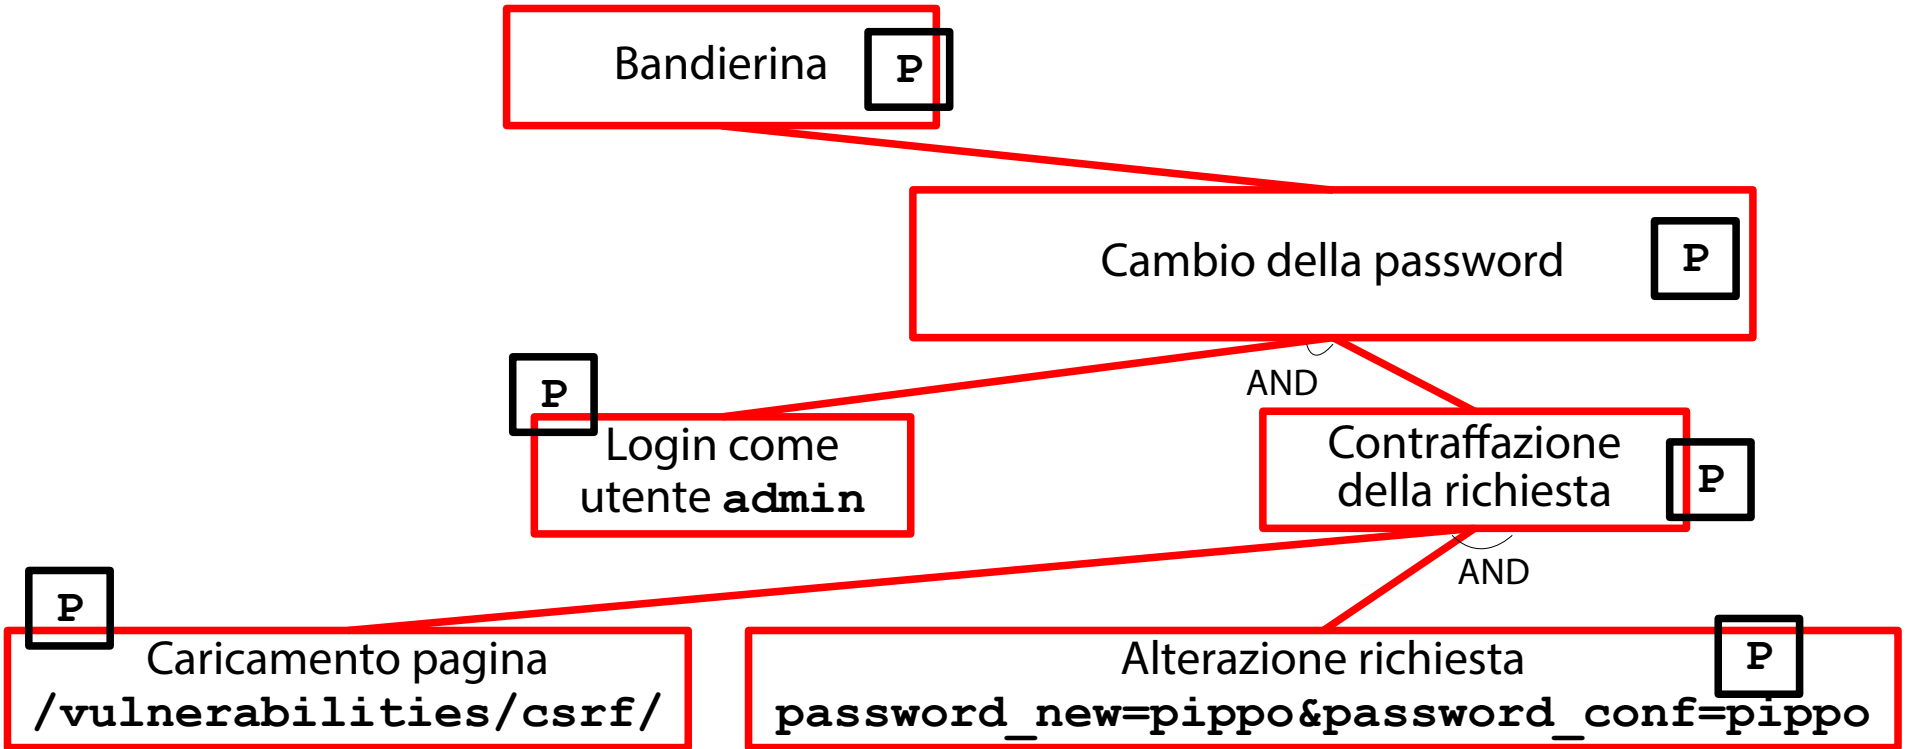 Bandierina P
Cambio della password P
AND
P
Login come
utente admin
Contraffazione
della richiesta P
AND
P
Caricamento pagina
/vulnerabilities/csrf/
Alterazione richiesta P
password_new=pippo&password_conf=pippo